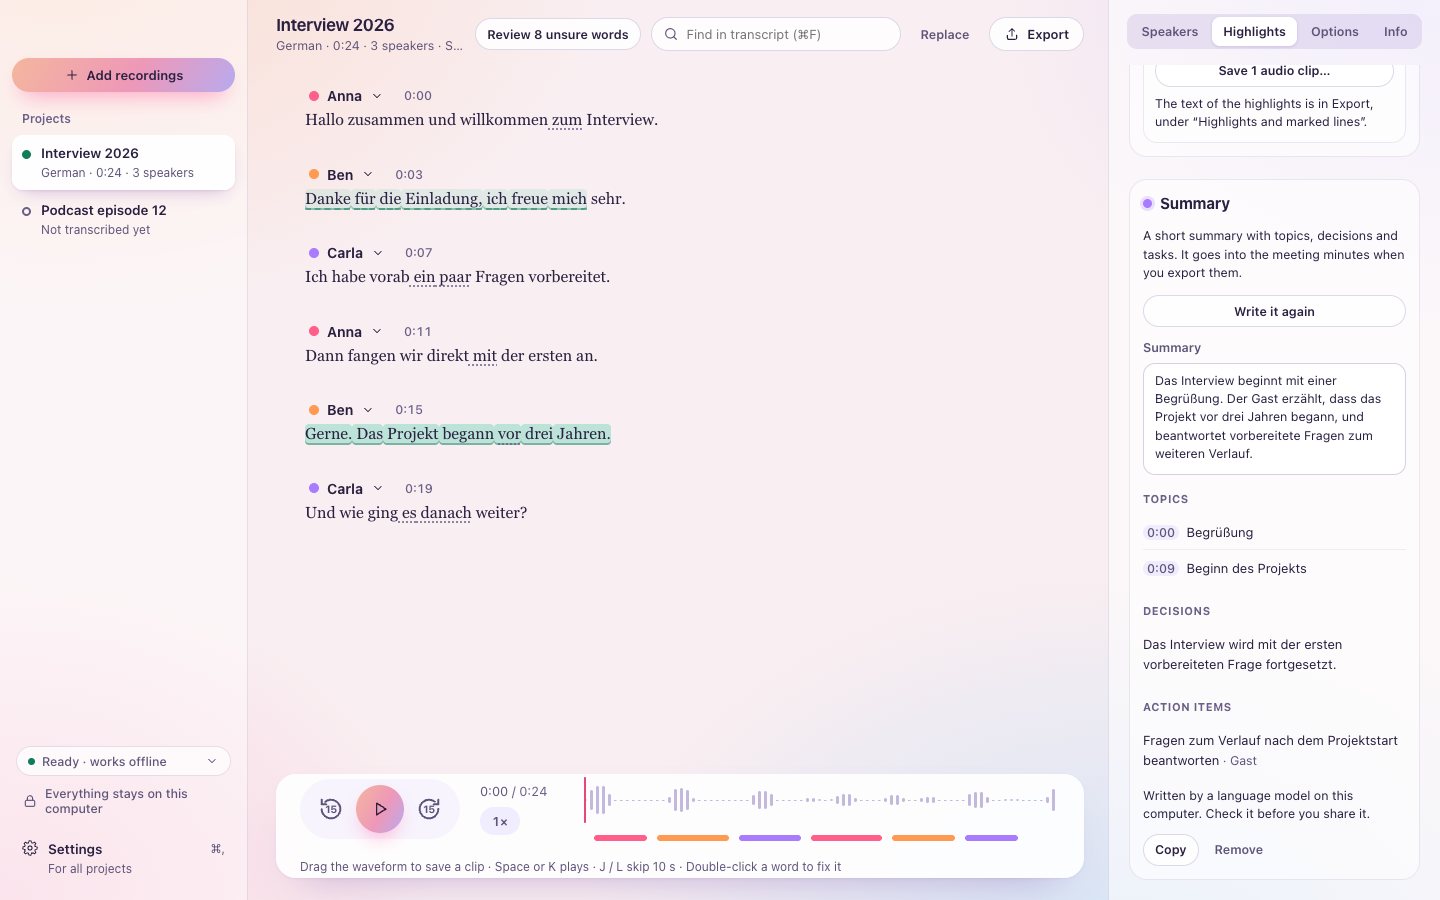 Add recordings
Projects
Interview 2026
German · 0:24 · 3 speakers
Podcast episode 12
Not transcribed yet
Ready · works offline
Everything stays on this
computer
Settings
⌘,
For all projects
Interview 2026
German · 0:24 · 3 speakers · S…
Review 8 unsure words
Find in transcript (⌘F)
Replace
Export
Anna 0:00
Hallo zusammen und willkommen zum Interview.
Ben 0:03
Danke für die Einladung, ich freue mich sehr.
Carla 0:07
Ich habe vorab ein paar Fragen vorbereitet.
Anna 0:11
Dann fangen wir direkt mit der ersten an.
Ben 0:15
Gerne. Das Projekt begann vor drei Jahren.
Carla 0:19
Und wie ging es danach weiter?
15
15
0:00 / 0:24
1×
Drag the waveform to save a clip · Space or K plays · J / L skip 10 s · Double-click a word to fix it
Speakers
Highlights
Options
Info
Save 1 audio clip...
The text of the highlights is in Export,
under “Highlights and marked lines”.
Summary
A short summary with topics, decisions and
tasks. It goes into the meeting minutes when
you export them.
Write it again
Summary
Das Interview beginnt mit einer
Begrüßung. Der Gast erzählt, dass das
Projekt vor drei Jahren begann, und
beantwortet vorbereitete Fragen zum
weiteren Verlauf.
TOPICS
0:00 Begrüßung
0:09 Beginn des Projekts
DECISIONS
Das Interview wird mit der ersten
vorbereiteten Frage fortgesetzt.
ACTION ITEMS
Fragen zum Verlauf nach dem Projektstart
beantworten · Gast
Written by a language model on this
computer. Check it before you share it.
Copy
Remove